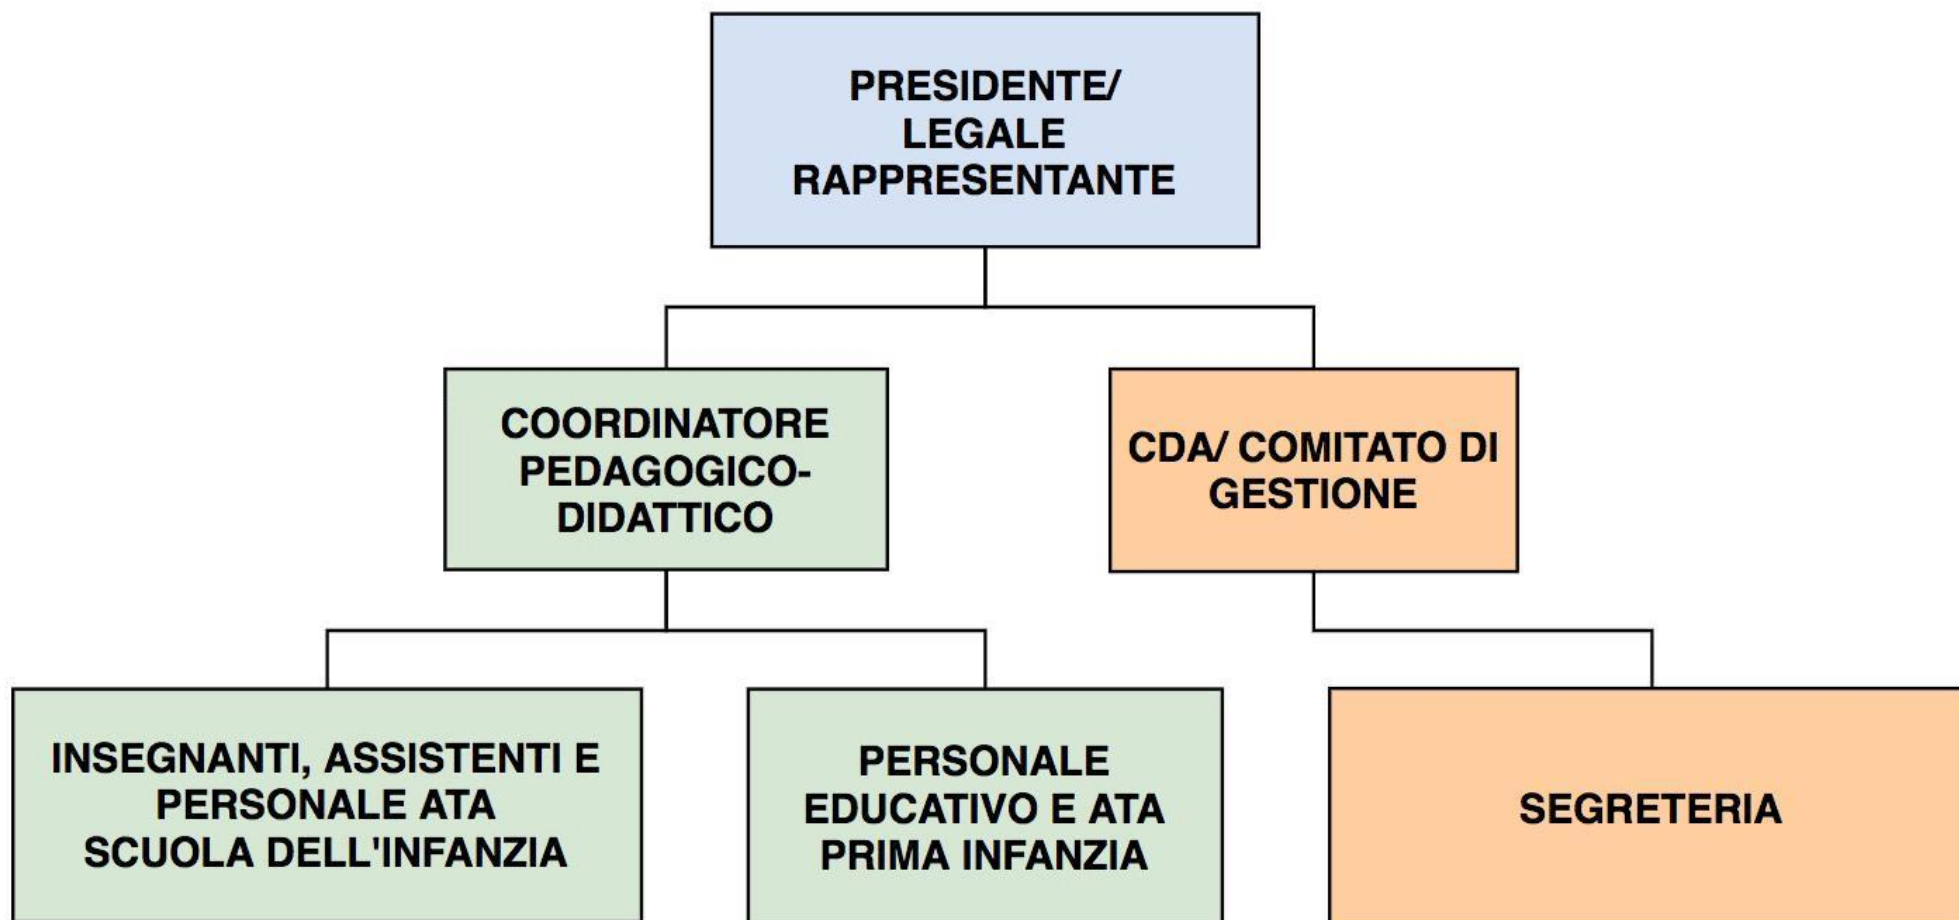 PRESIDENTE/
LEGALE
RAPPRESENTANTE
COORDINATORE
PEDAGOGICO-
DIDATTICO
CDA/ COMITATO DI
GESTIONE
INSEGNANTI, ASSISTENTI E
PERSONALE ATA
SCUOLA DELL'INFANZIA
PERSONALE
EDUCATIVO E ATA
PRIMA INFANZIA
SEGRETERIA